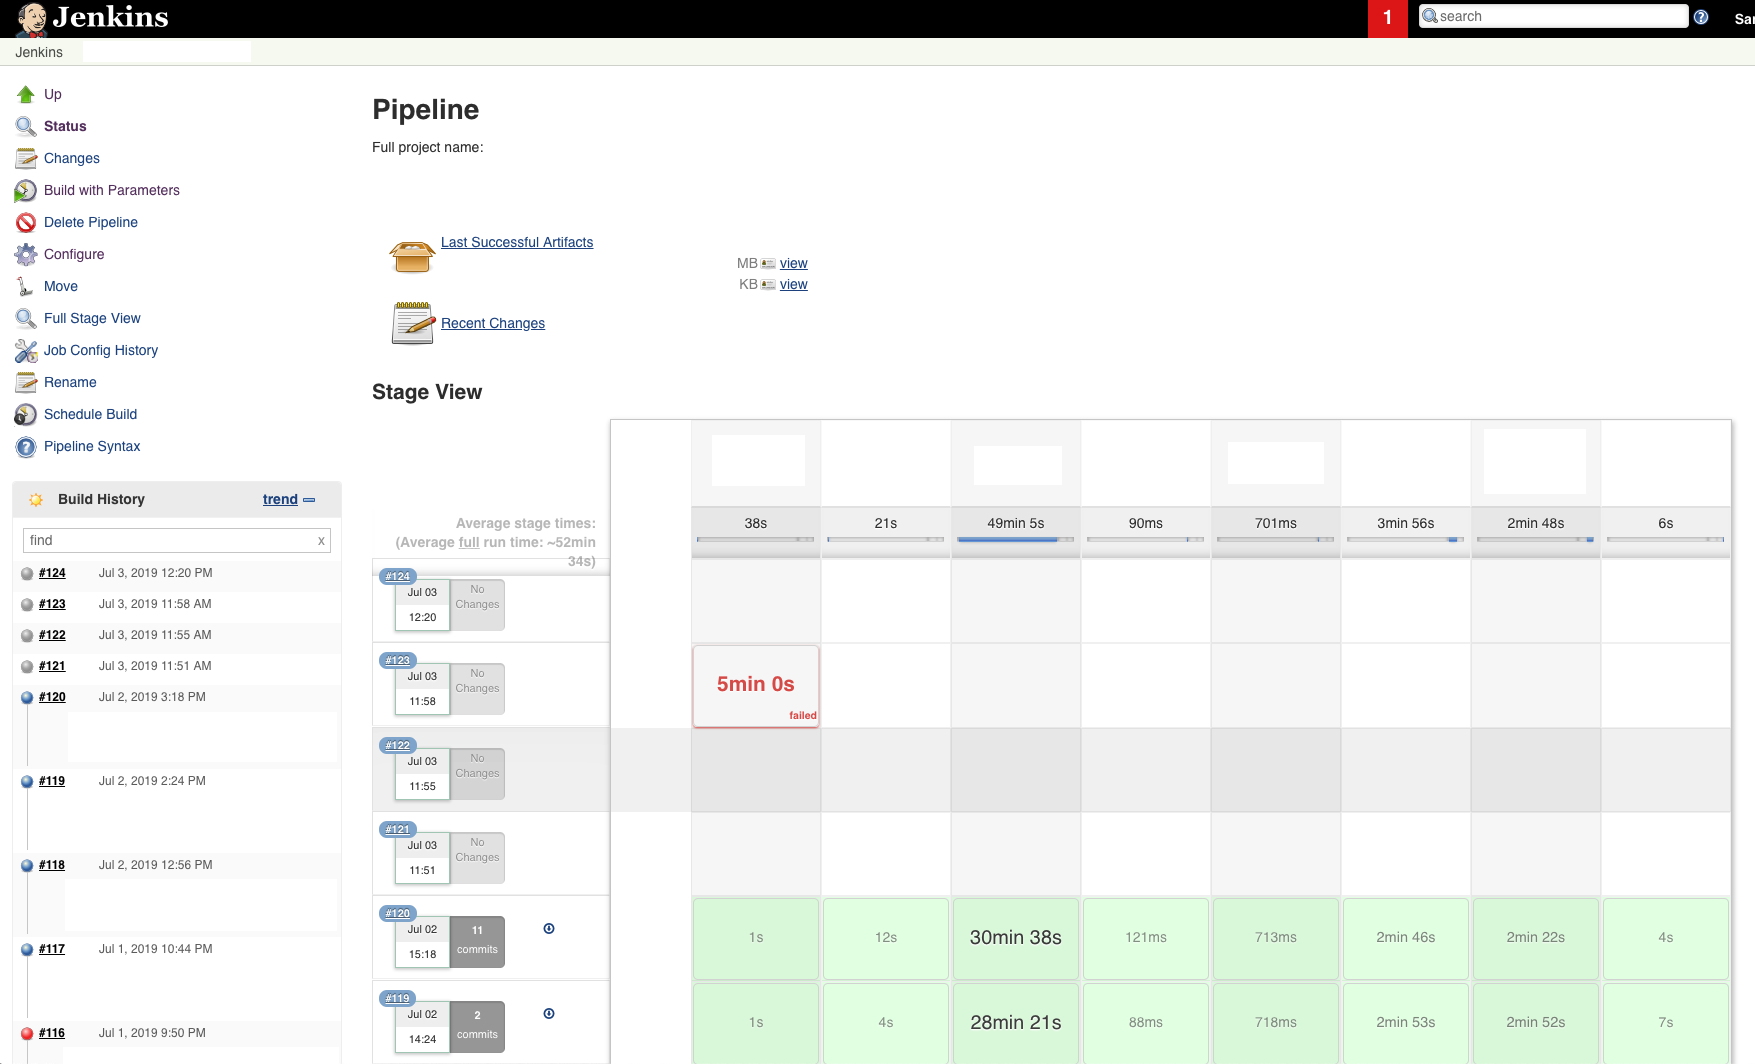 Jenkins
1
search
Jenkins
Up
Status
Changes
Build with Parameters
Delete Pipeline
Configure
Move
Full Stage View
Job Config History
Rename
Schedule Build
Pipeline Syntax
Build History
trend
find
x
#124 Jul 3, 2019 12:20 PM
#123 Jul 3, 2019 11:58 AM
#122 Jul 3, 2019 11:55 AM
#121 Jul 3, 2019 11:51 AM
#120 Jul 2, 2019 3:18 PM
#119 Jul 2, 2019 2:24 PM
#118 Jul 2, 2019 12:56 PM
#117 Jul 1, 2019 10:44 PM
#116 Jul 1, 2019 9:50 PM
Pipeline
Full project name:
Last Successful Artifacts
MB view
KB view
Recent Changes
Stage View
Average stage times:
(Average full run time: ~52min
34s)
38s 21s 49min 5s 90ms 701ms 3min 56s 2min 48s 6s
#124
Jul 03
12:20
No
Changes
#123
Jul 03
11:58
No
Changes
5min 0s
failed
#122
Jul 03
11:55
No
Changes
#121
Jul 03
11:51
No
Changes
#120
Jul 02
15:18
11
commits
1s 12s 30min 38s 121ms 713ms 2min 46s 2min 22s 4s
#119
Jul 02
14:24
2
commits
1s 4s 28min 21s 88ms 718ms 2min 53s 2min 52s 7s